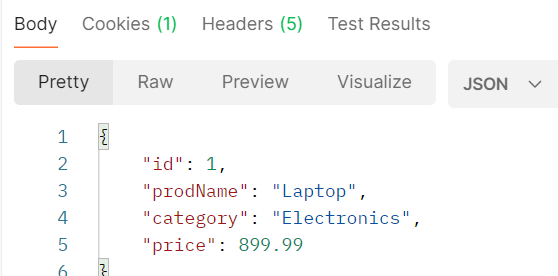 Body Cookies (1) Headers (5) Test Results
Pretty Raw Preview Visualize JSON
1 {
2 "id": 1,
3 "prodName": "Laptop",
4 "category": "Electronics",
5 "price": 899.99
6 }